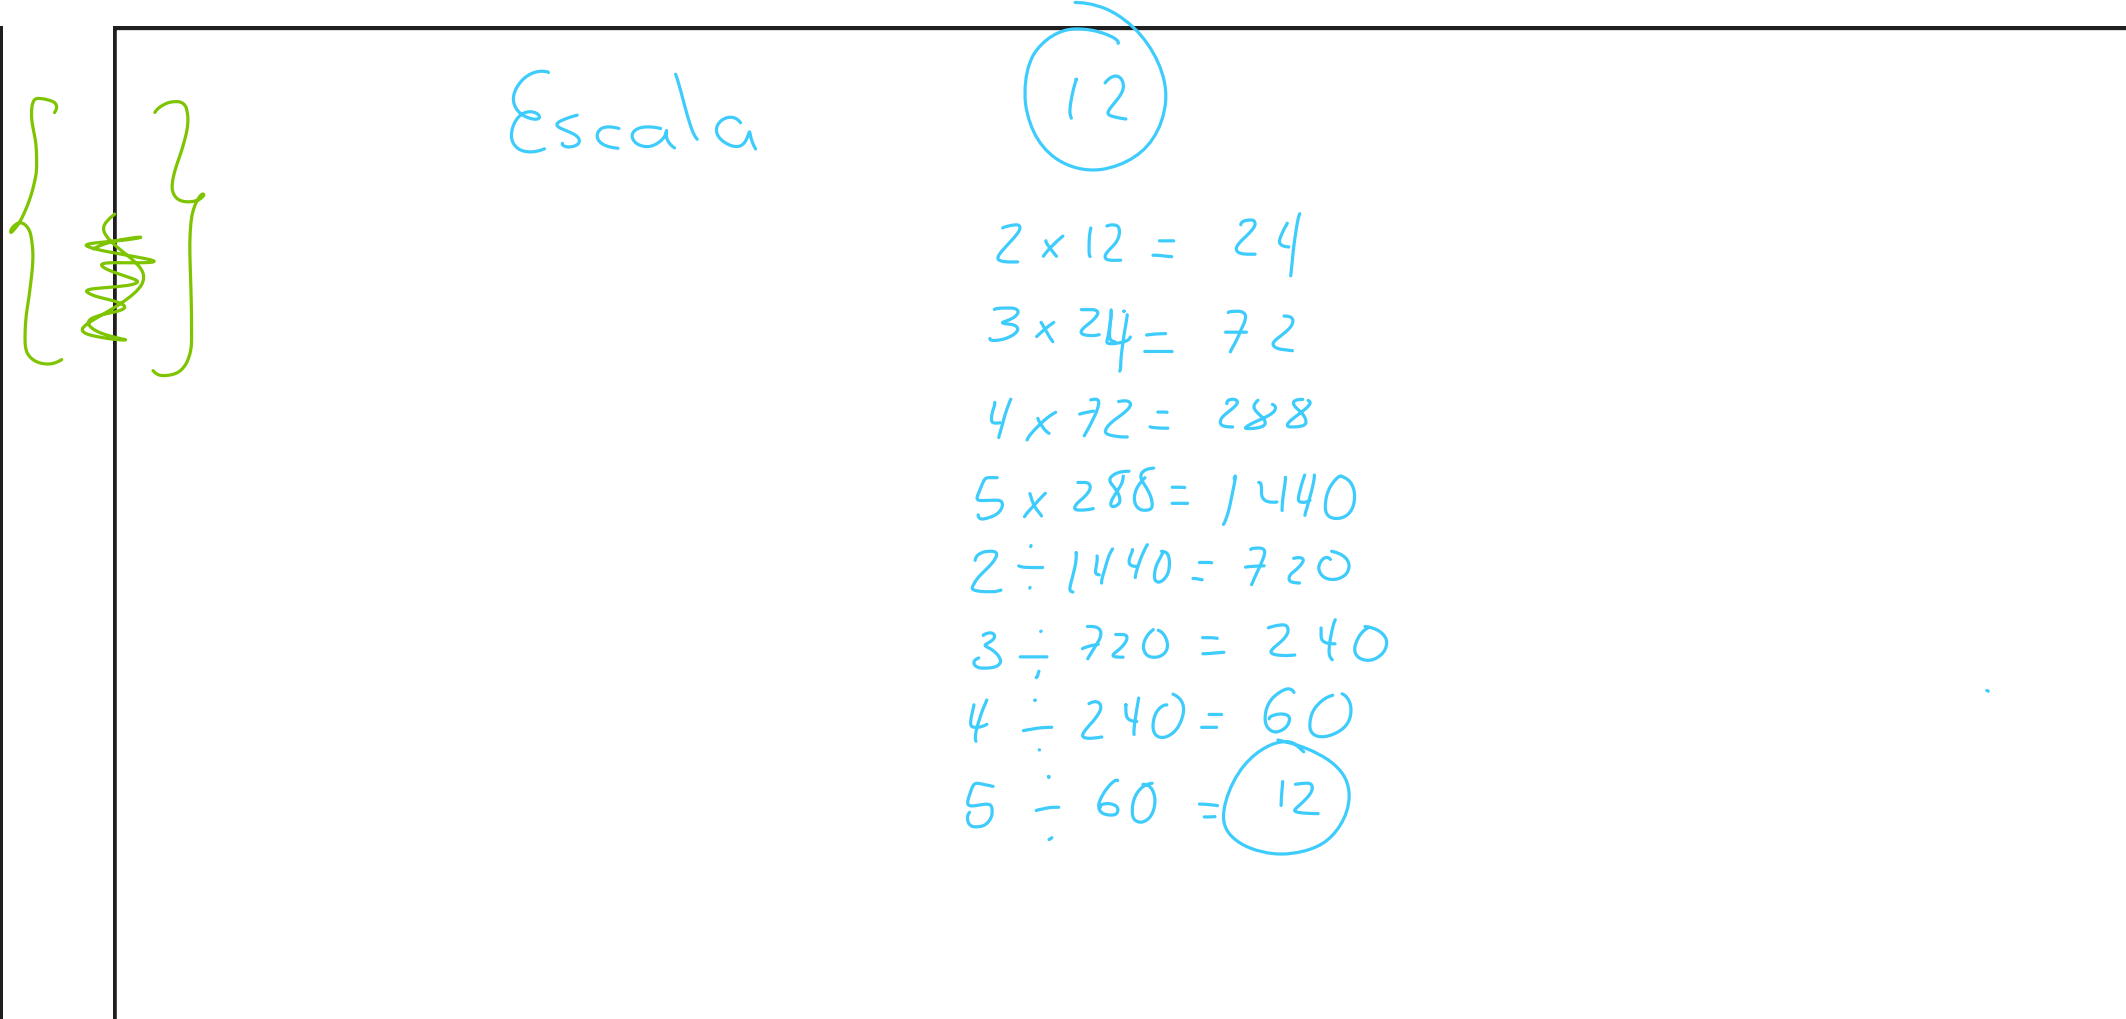 Escala 12
2 x 12 = 24
3 x 24 = 72
4 x 72 = 288
5 x 288 = 1440
2 ÷ 1440 = 720
3 ÷ 720 = 240
4 ÷ 240 = 60
5 ÷ 60 = 12